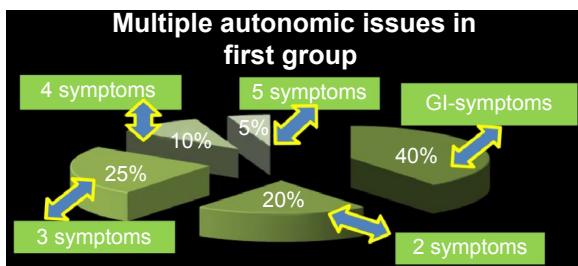 Multiple autonomic issues in
first group
4 symptoms
5 symptoms
GI-symptoms
5%
10%
40%
25%
20%
3 symptoms
2 symptoms